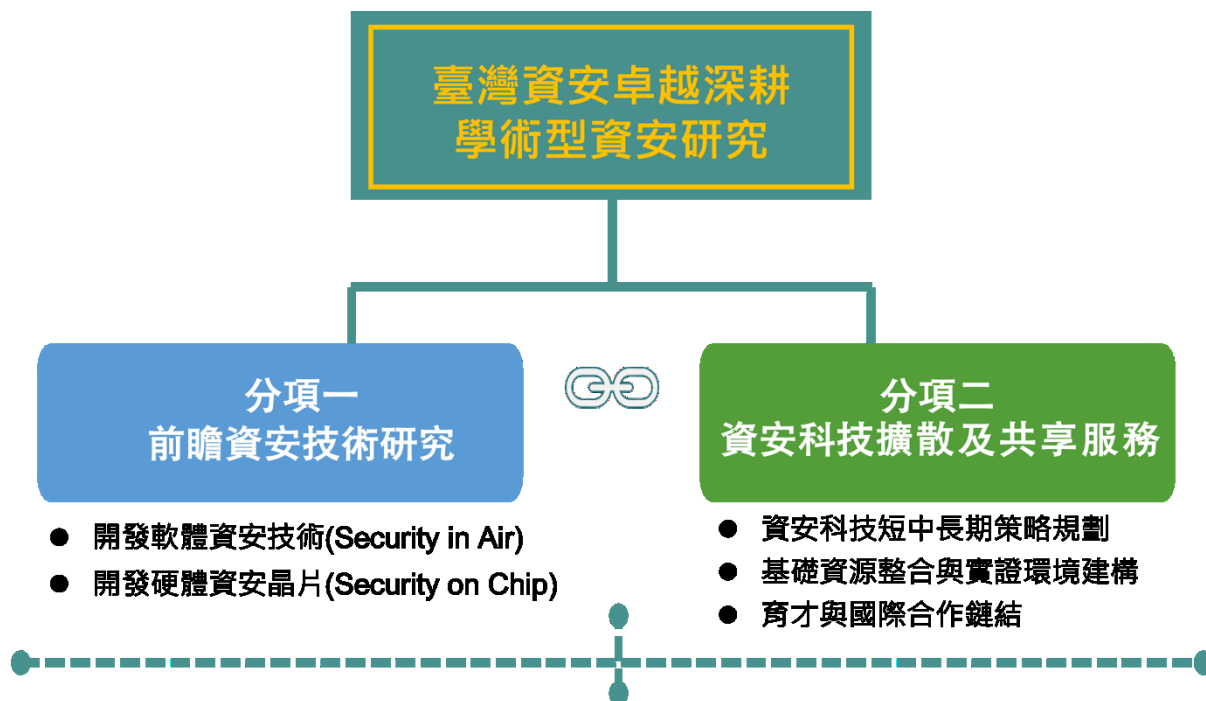 臺灣資安卓越深耕
學術型資安研究
分項一
前瞻資安技術研究
● 開發軟體資安技術(Security in Air)
● 開發硬體資安晶片(Security on Chip)
分項二
資安科技擴散及共享服務
● 資安科技短中長期策略規劃
● 基礎資源整合與實證環境建構
● 育才與國際合作鏈結